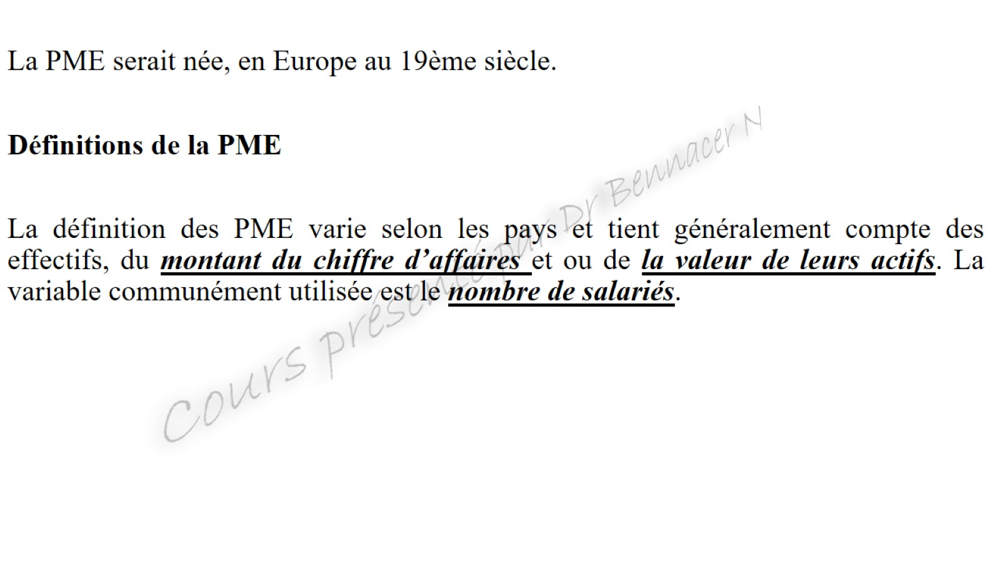 La PME serait née, en Europe au 19ème siècle.
Définitions de la PME
La définition des PME varie selon les pays et tient généralement compte des
effectifs, du montant du chiffre d’affaires et ou de la valeur de leurs actifs. La
variable communément utilisée est le nombre de salariés.
Cours présenté par Dr Bennacer N